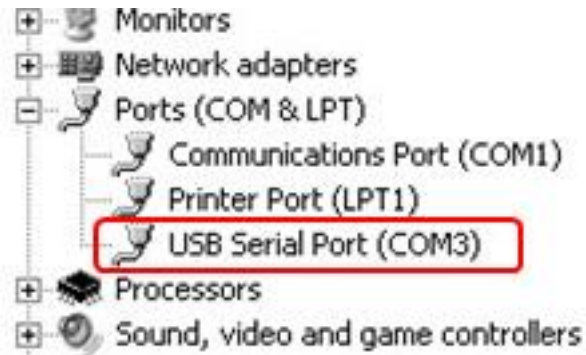 Monitors
Network adapters
Ports (COM & LPT)
Communications Port (COM1)
Printer Port (LPT1)
USB Serial Port (COM3)
Processors
Sound, video and game controllers